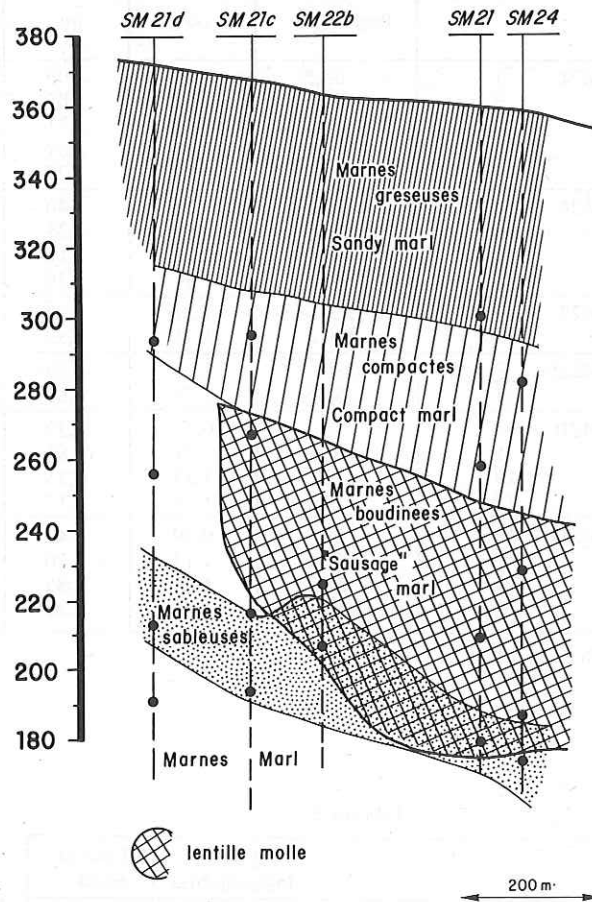 SM 21d SM 21c SM 22b SM 21 SM 24
380
360
340
320
300
280
260
240
220
200
190
180
Marnes
greseuses
Sandy marl
Marnes
compactes
Compact marl
Marnes
boudinees
"Sausage"
marl
Marnes
sableuses
Marnes Marl
lentille molle
200 m.